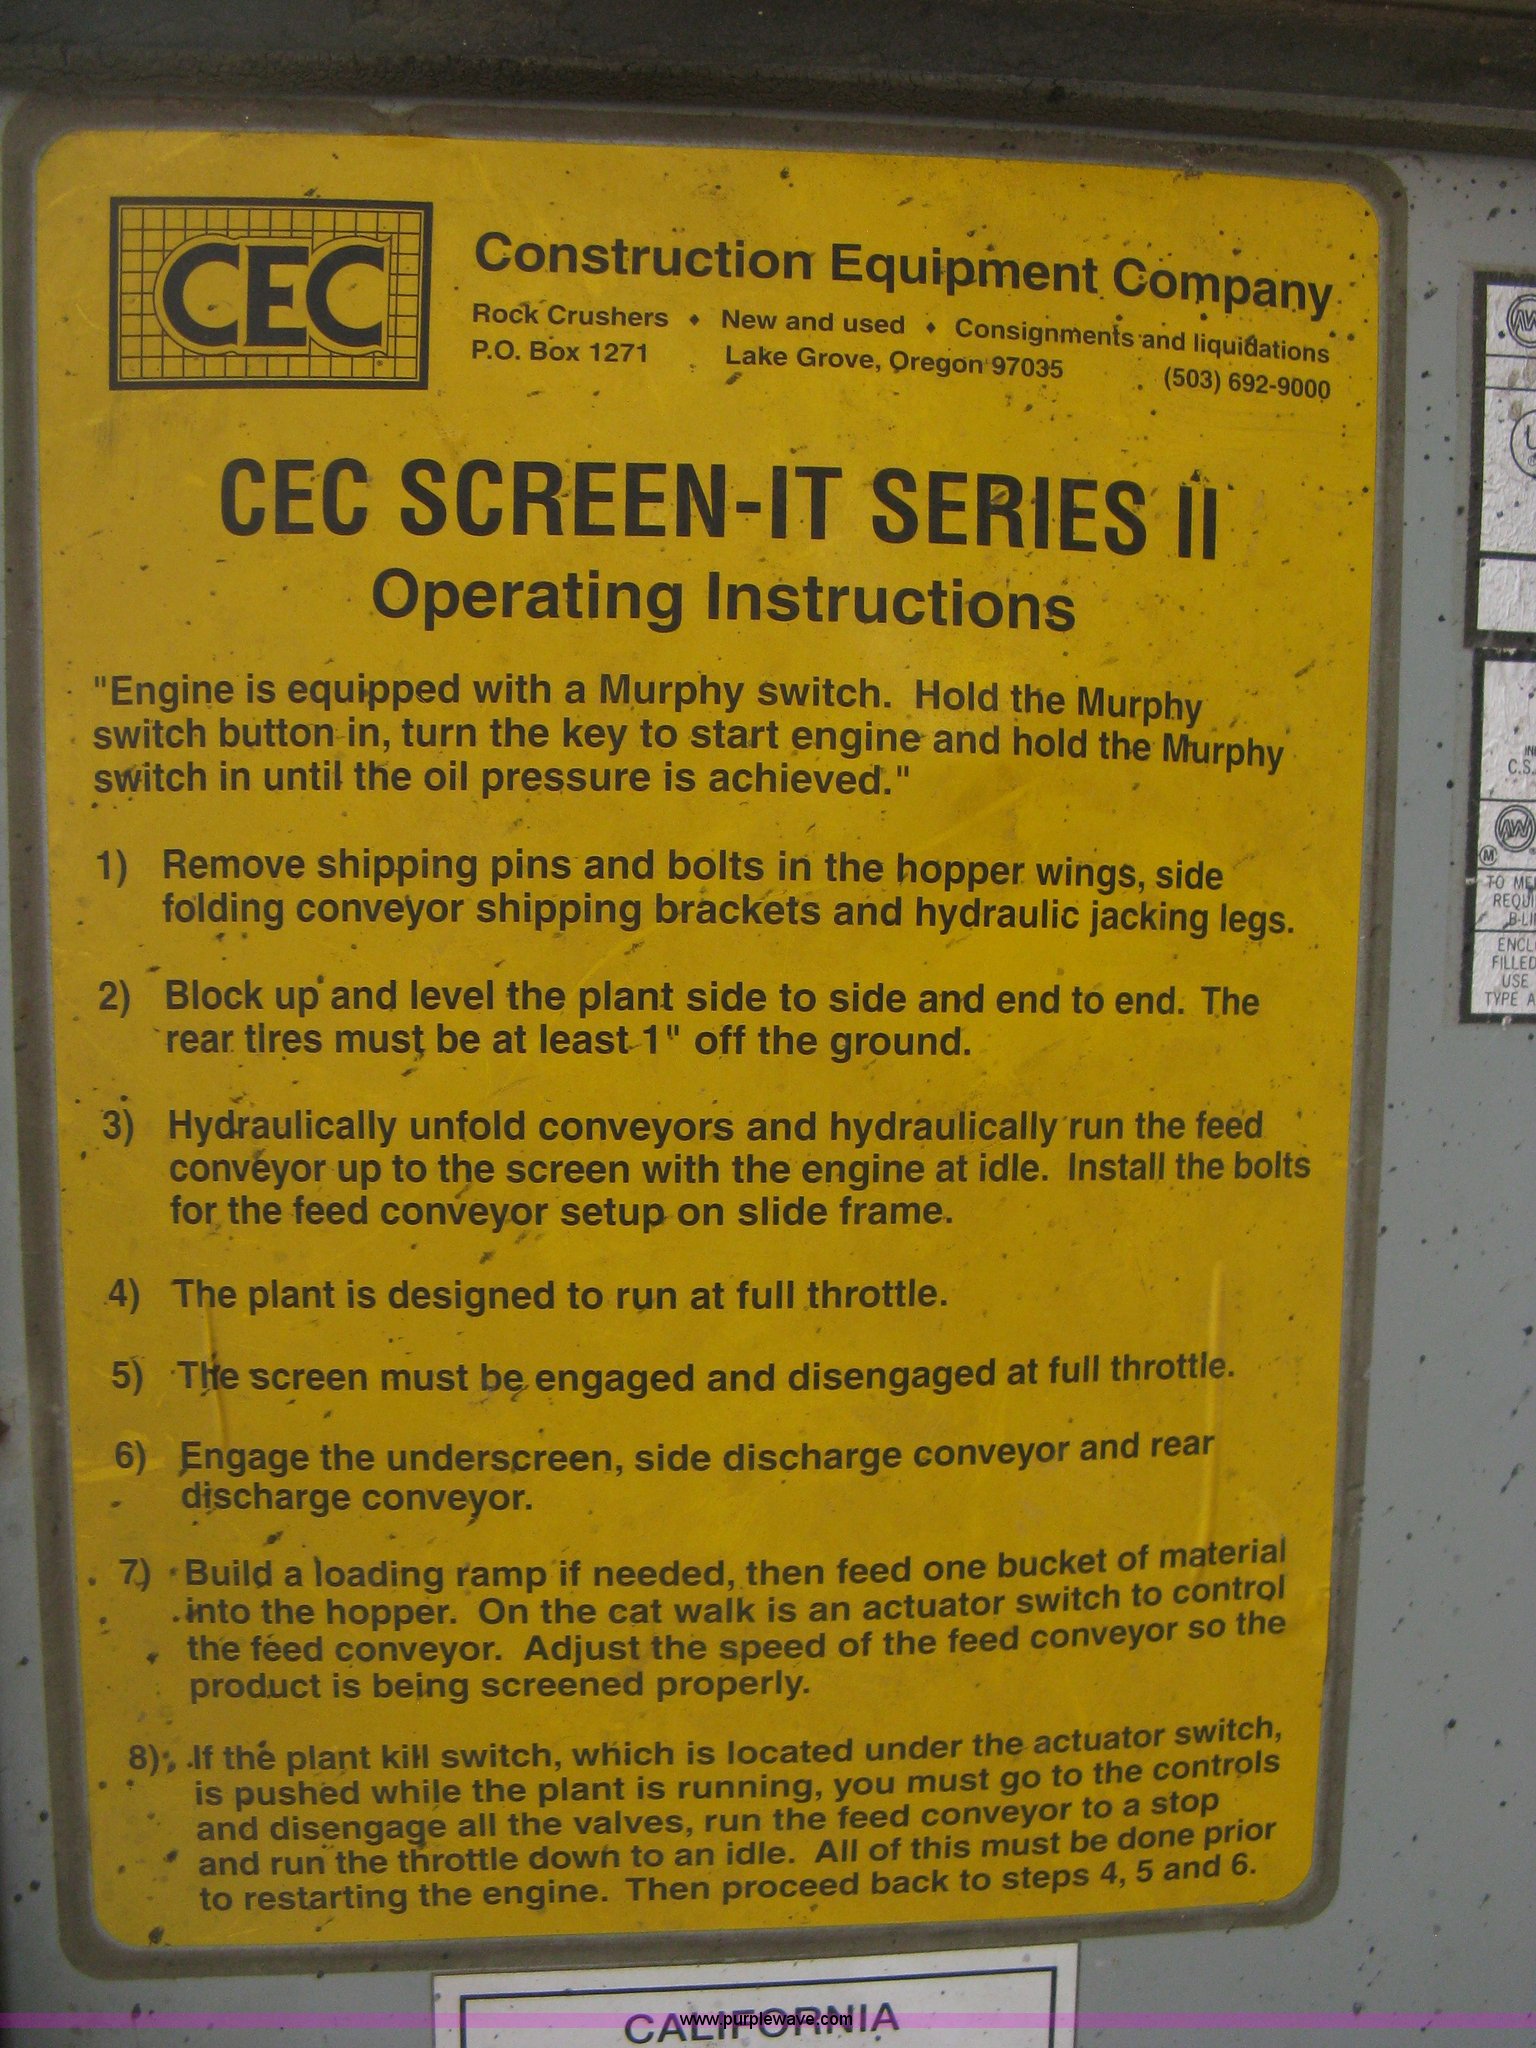 CEC
Construction Equipment Company
Rock Crushers ♦ New and used ♦ Consignments and liquidations
P.O. Box 1271 Lake Grove, Oregon 97035 (503) 692-9000
CEC SCREEN-IT SERIES II
Operating Instructions
"Engine is equipped with a Murphy switch. Hold the Murphy
switch button in, turn the key to start engine and hold the Murphy
switch in until the oil pressure is achieved."
1) Remove shipping pins and bolts in the hopper wings, side
folding conveyor shipping brackets and hydraulic jacking legs.
2) Block up and level the plant side to side and end to end. The
rear tires must be at least 1" off the ground.
3) Hydraulically unfold conveyors and hydraulically run the feed
conveyor up to the screen with the engine at idle. Install the bolts
for the feed conveyor setup on slide frame.
4) The plant is designed to run at full throttle.
5) The screen must be engaged and disengaged at full throttle.
6) Engage the underscreen, side discharge conveyor and rear
discharge conveyor.
7) Build a loading ramp if needed, then feed one bucket of material
into the hopper. On the cat walk is an actuator switch to control
the feed conveyor. Adjust the speed of the feed conveyor so the
product is being screened properly.
8) If the plant kill switch, which is located under the actuator switch,
is pushed while the plant is running, you must go to the controls
and disengage all the valves, run the feed conveyor to a stop
and run the throttle down to an idle. All of this must be done prior
to restarting the engine. Then proceed back to steps 4, 5 and 6.
C.S.
M
TO
FILLED
USE
TYPE
CALIFORNIA
www.purplewave.com